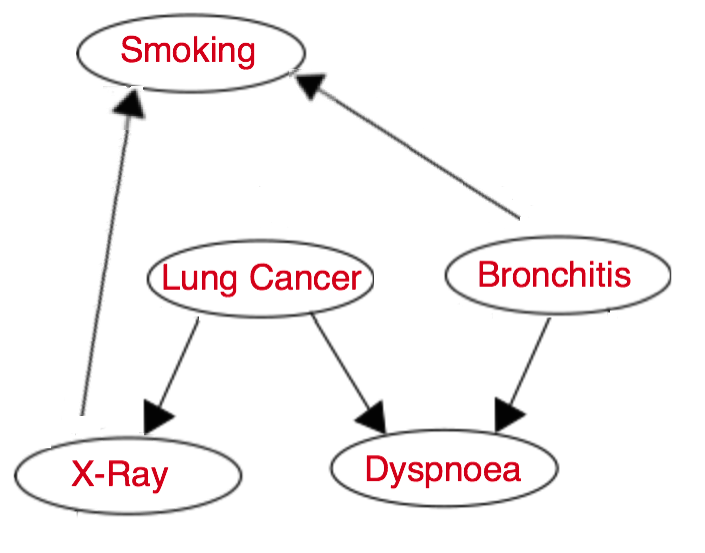 Smoking
Lung Cancer
Bronchitis
X-Ray
Dyspnoea